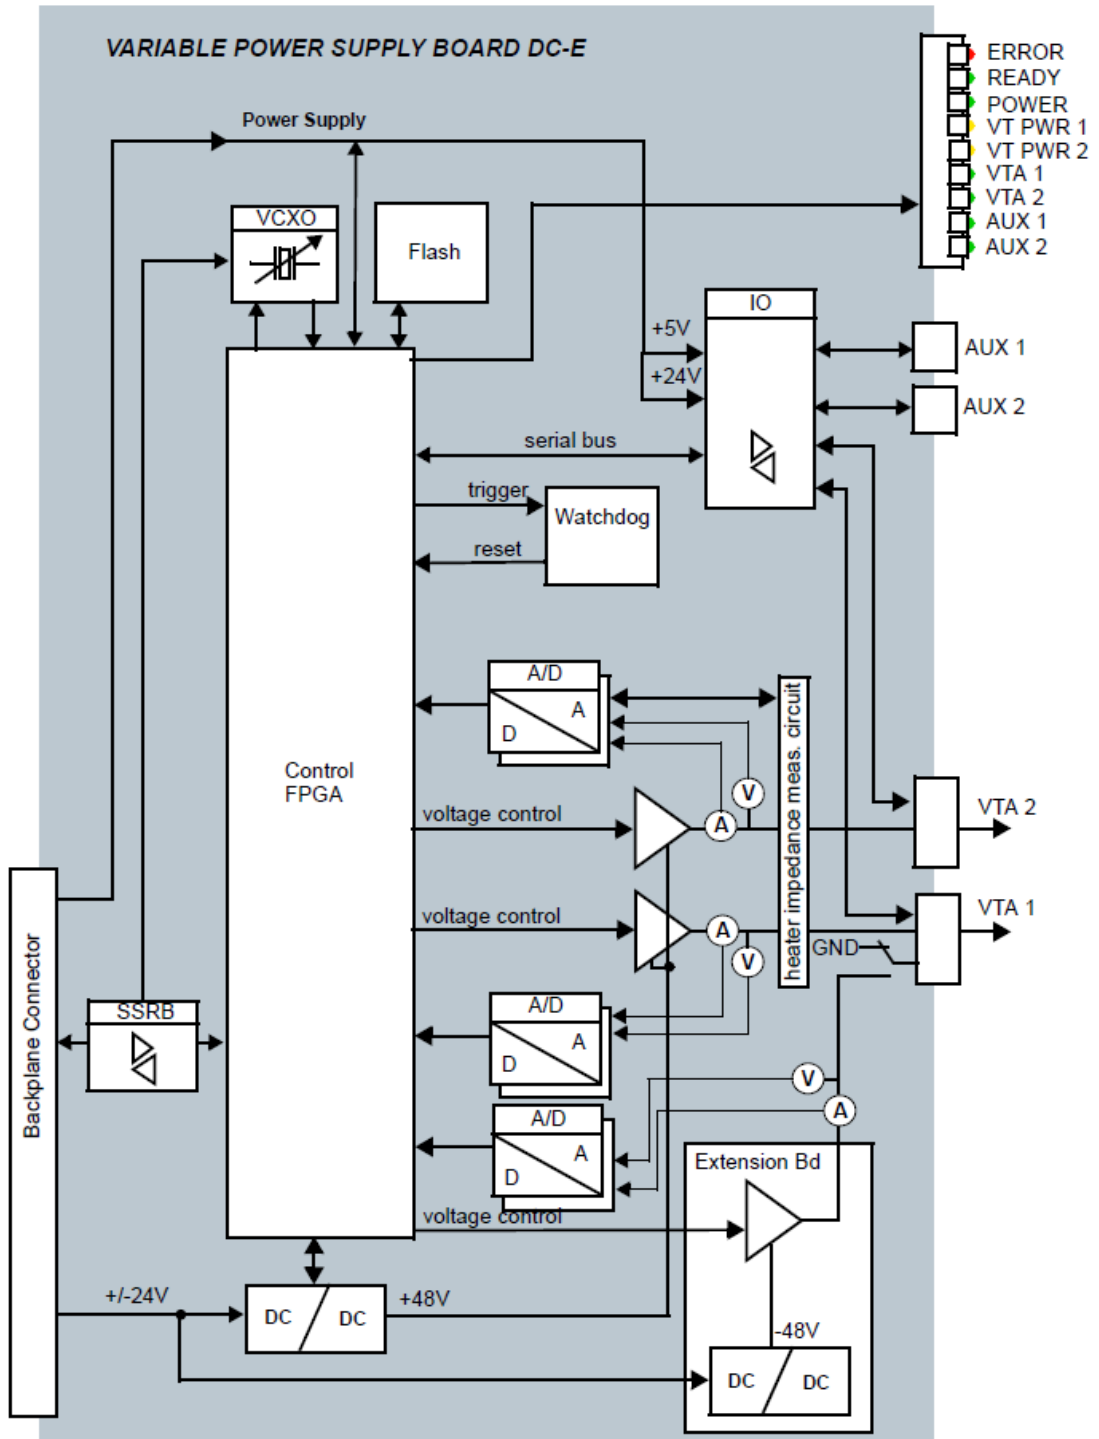 VARIABLE POWER SUPPLY BOARD DC-E
ERROR
READY
POWER
VT PWR 1
VT PWR 2
VTA 1
VTA 2
AUX 1
AUX 2
Power Supply
VCXO
Flash
IO
+5V
+24V
AUX 1
AUX 2
serial bus
trigger
Watchdog
reset
A/D
A
D
heater impedance meas. circuit
Control
FPGA
V
voltage control
A
VTA 2
voltage control
A
V
VTA 1
GND
Backplane Connector
SSRB
A/D
A
D
V
A
A/D
A
D
Extension Bd
voltage control
+/-24V
DC
DC
+48V
-48V
DC
DC